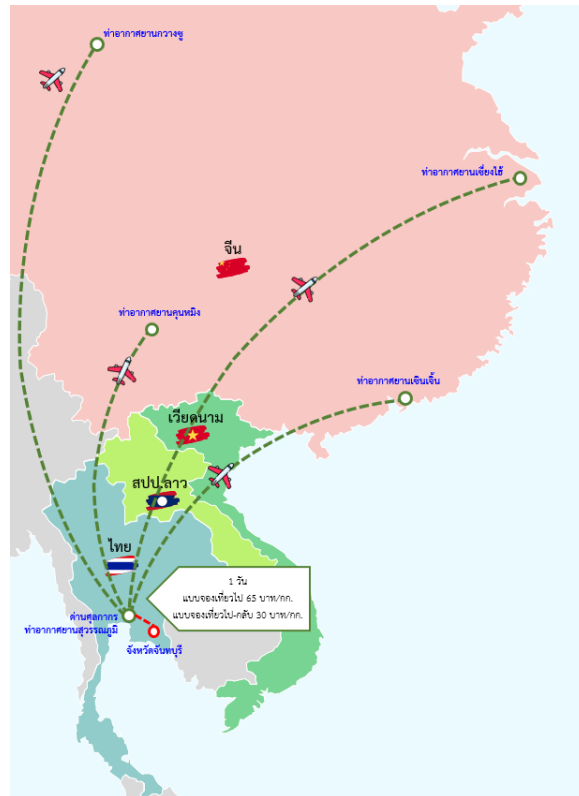 ท่าอากาศยานกวางซู
ท่าอากาศยานเซี่ยงไฮ้
จีน
ท่าอากาศยานคุนหมิง
ท่าอากาศยานเซินเจิ้น
เวียดนาม
สปป.ลาว
ไทย
1 วัน
แบบจองเที่ยวไป 65 บาท/กก.
แบบจองเที่ยวไป-กลับ 30 บาท/กก.
ด่านศุลกากร
ท่าอากาศยานสุวรรณภูมิ
จังหวัดจันทบุรี